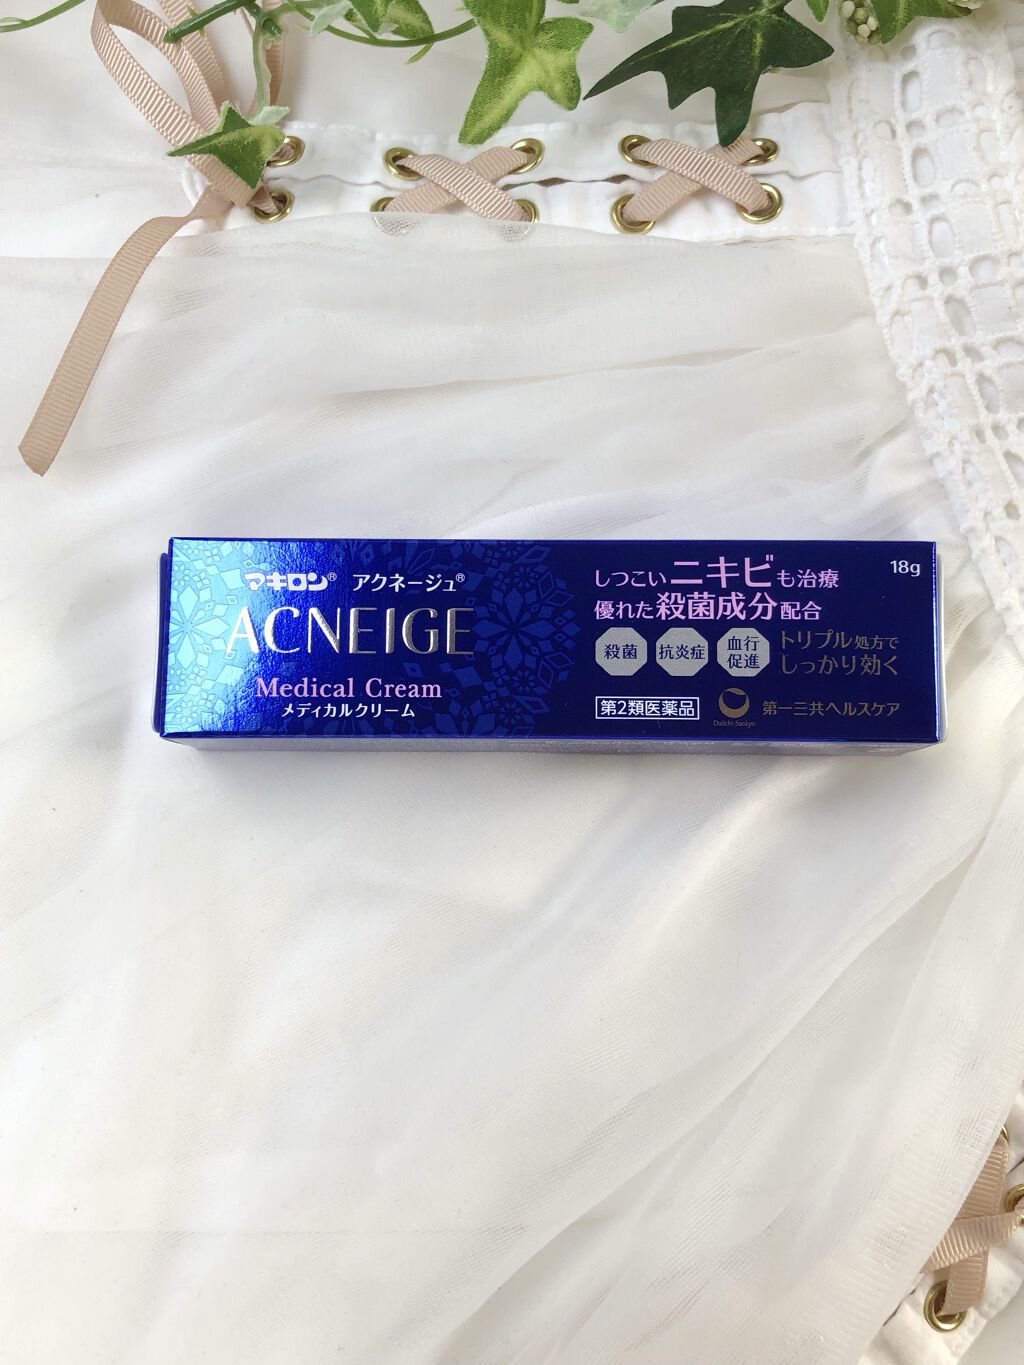 マキロン® アクネージュ®
ACNEIGE
Medical Cream
メディカルクリーム
しつこいニキビも治療
優れた殺菌成分配合
殺菌 抗炎症 血行促進
トリプル処方で
しっかり効く
第2類医薬品
Daiichi-Sankyo
第一三共ヘルスケア
18g